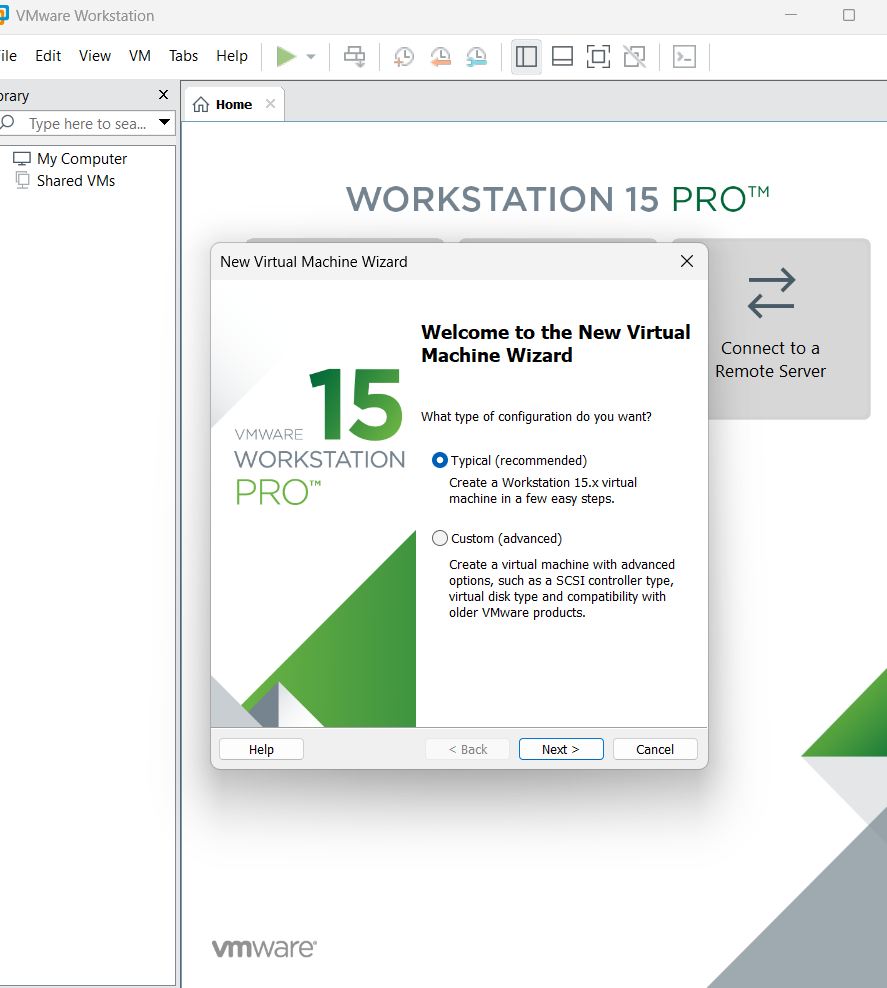 VMware Workstation
ile Edit View VM Tabs Help
rary
Type here to sea...
My Computer
Shared VMs
Home
WORKSTATION 15 PRO™
Connect to a
Remote Server
New Virtual Machine Wizard
15
VMWARE
WORKSTATION
PRO™
Welcome to the New Virtual
Machine Wizard
What type of configuration do you want?
Typical (recommended)
Create a Workstation 15.x virtual
machine in a few easy steps.
Custom (advanced)
Create a virtual machine with advanced
options, such as a SCSI controller type,
virtual disk type and compatibility with
older VMware products.
Help < Back Next > Cancel
vmware®